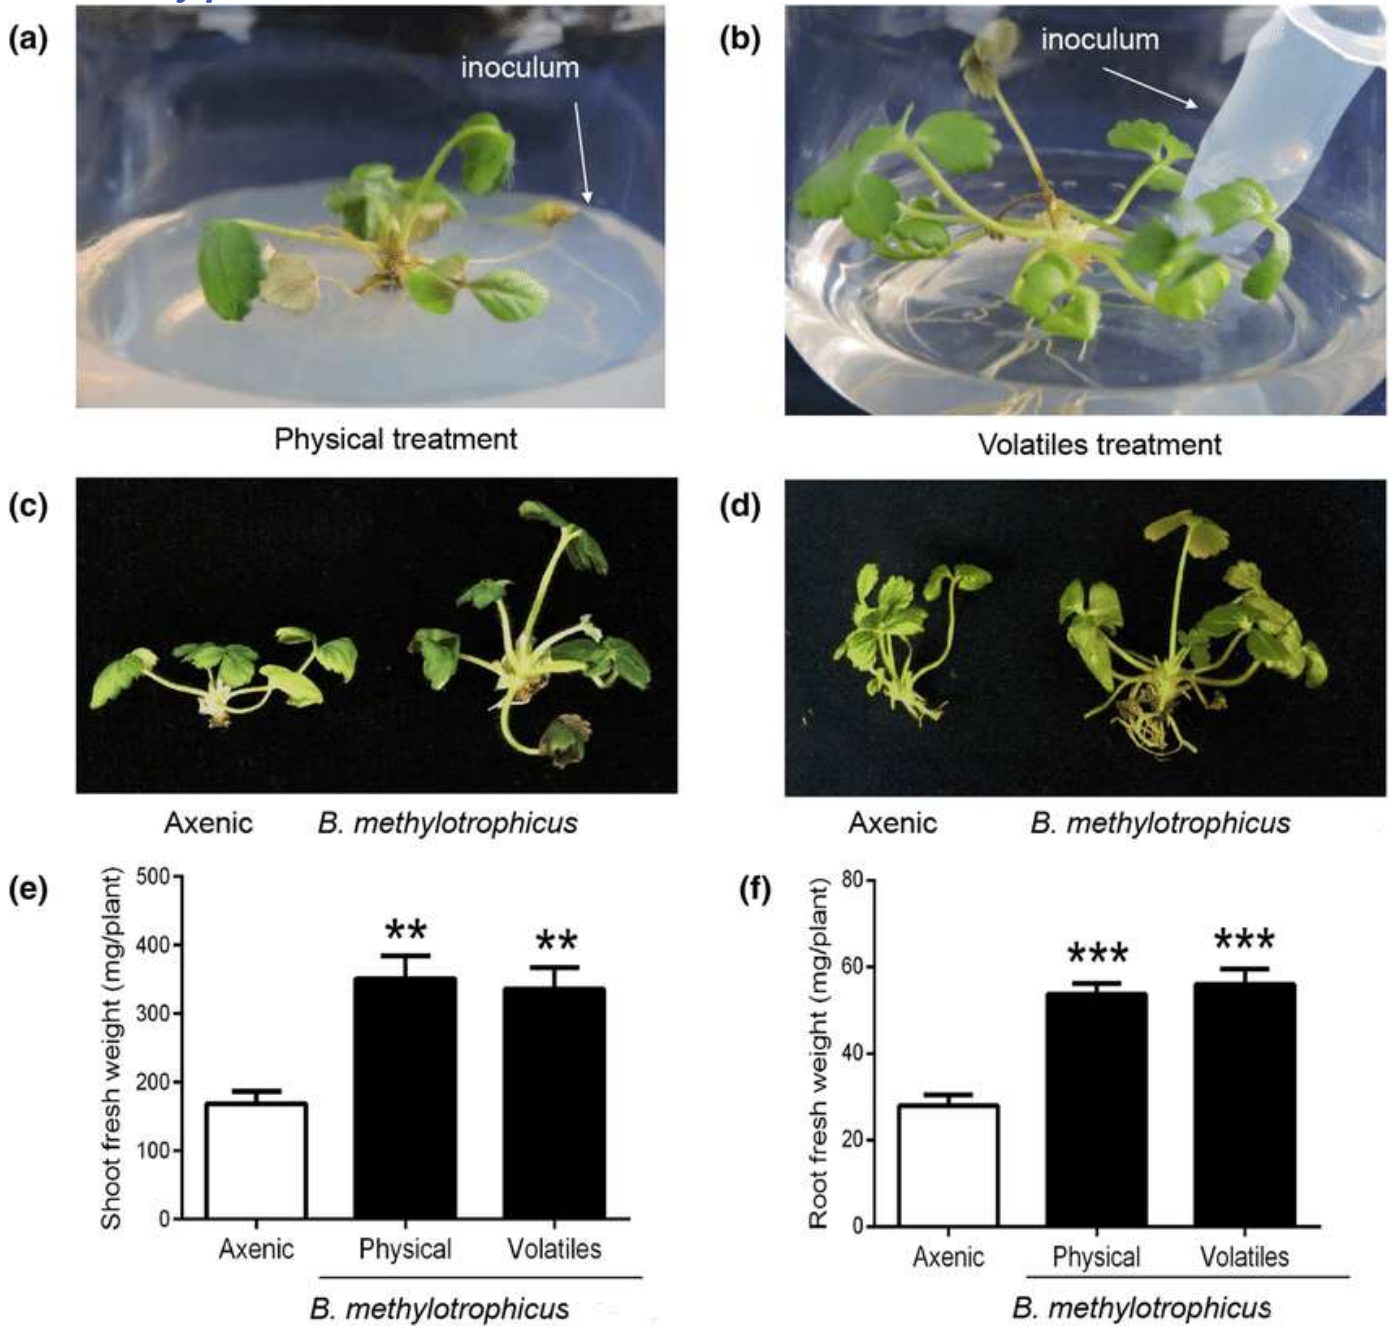 (a)
inoculum
(b)
inoculum
Physical treatment
Volatiles treatment
(c)
(d)
Axenic
B. methylotrophicus
Axenic
B. methylotrophicus
(e)
Shoot fresh weight (mg/plant)
500
400
300
200
100
0
**
**
Axenic
Physical
Volatiles
B. methylotrophicus
(f)
Root fresh weight (mg/plant)
80
60
40
20
0
***
***
Axenic
Physical
Volatiles
B. methylotrophicus